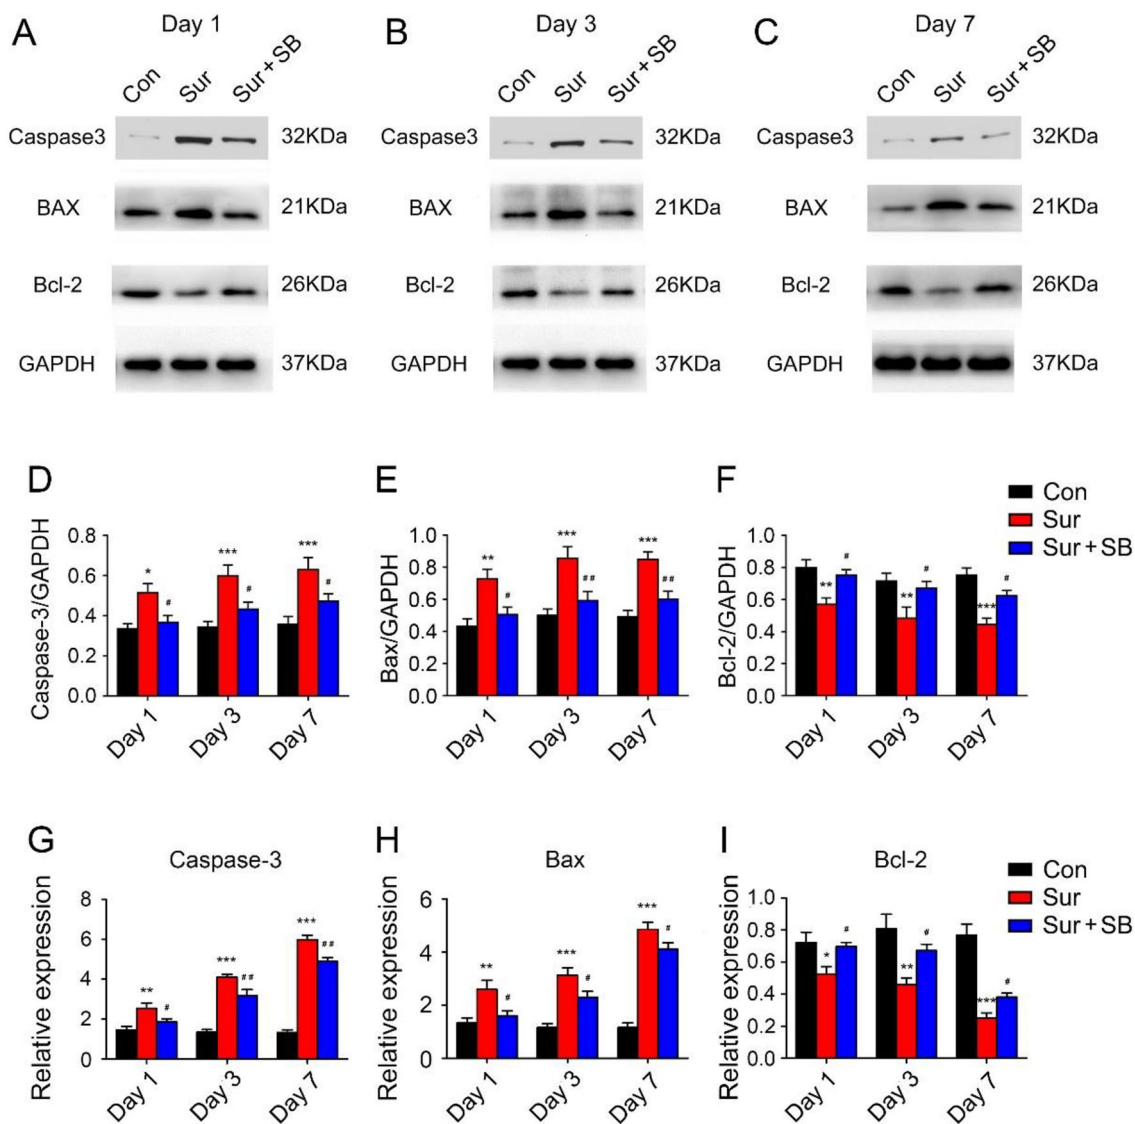 A Day 1
B Day 3
C Day 7
Con Sur Sur+SB
Con Sur Sur+SB
Con Sur Sur+SB
Caspase3 32KDa
Caspase3 32KDa
Caspase3 32KDa
BAX 21KDa
BAX 21KDa
BAX 21KDa
Bcl-2 26KDa
Bcl-2 26KDa
Bcl-2 26KDa
GAPDH 37KDa
GAPDH 37KDa
GAPDH 37KDa
D
Caspase-3/GAPDH
0.8
0.6
0.4
0.2
0.0
* # *** # *** #
Day 1 Day 3 Day 7
E
Bax/GAPDH
1.0
0.8
0.6
0.4
0.2
0.0
** # *** ## *** ##
Day 1 Day 3 Day 7
F
Bcl-2/GAPDH
1.0
0.8
0.6
0.4
0.2
0.0
** # ** # *** #
Day 1 Day 3 Day 7
Con
Sur
Sur+SB
G
Caspase-3
Relative expression
8
6
4
2
0
** # *** ## *** ##
Day 1 Day 3 Day 7
H
Bax
Relative expression
6
4
2
0
** # *** # *** #
Day 1 Day 3 Day 7
I
Bcl-2
Relative expression
1.0
0.8
0.6
0.4
0.2
0.0
* # ** # *** #
Day 1 Day 3 Day 7
Con
Sur
Sur+SB